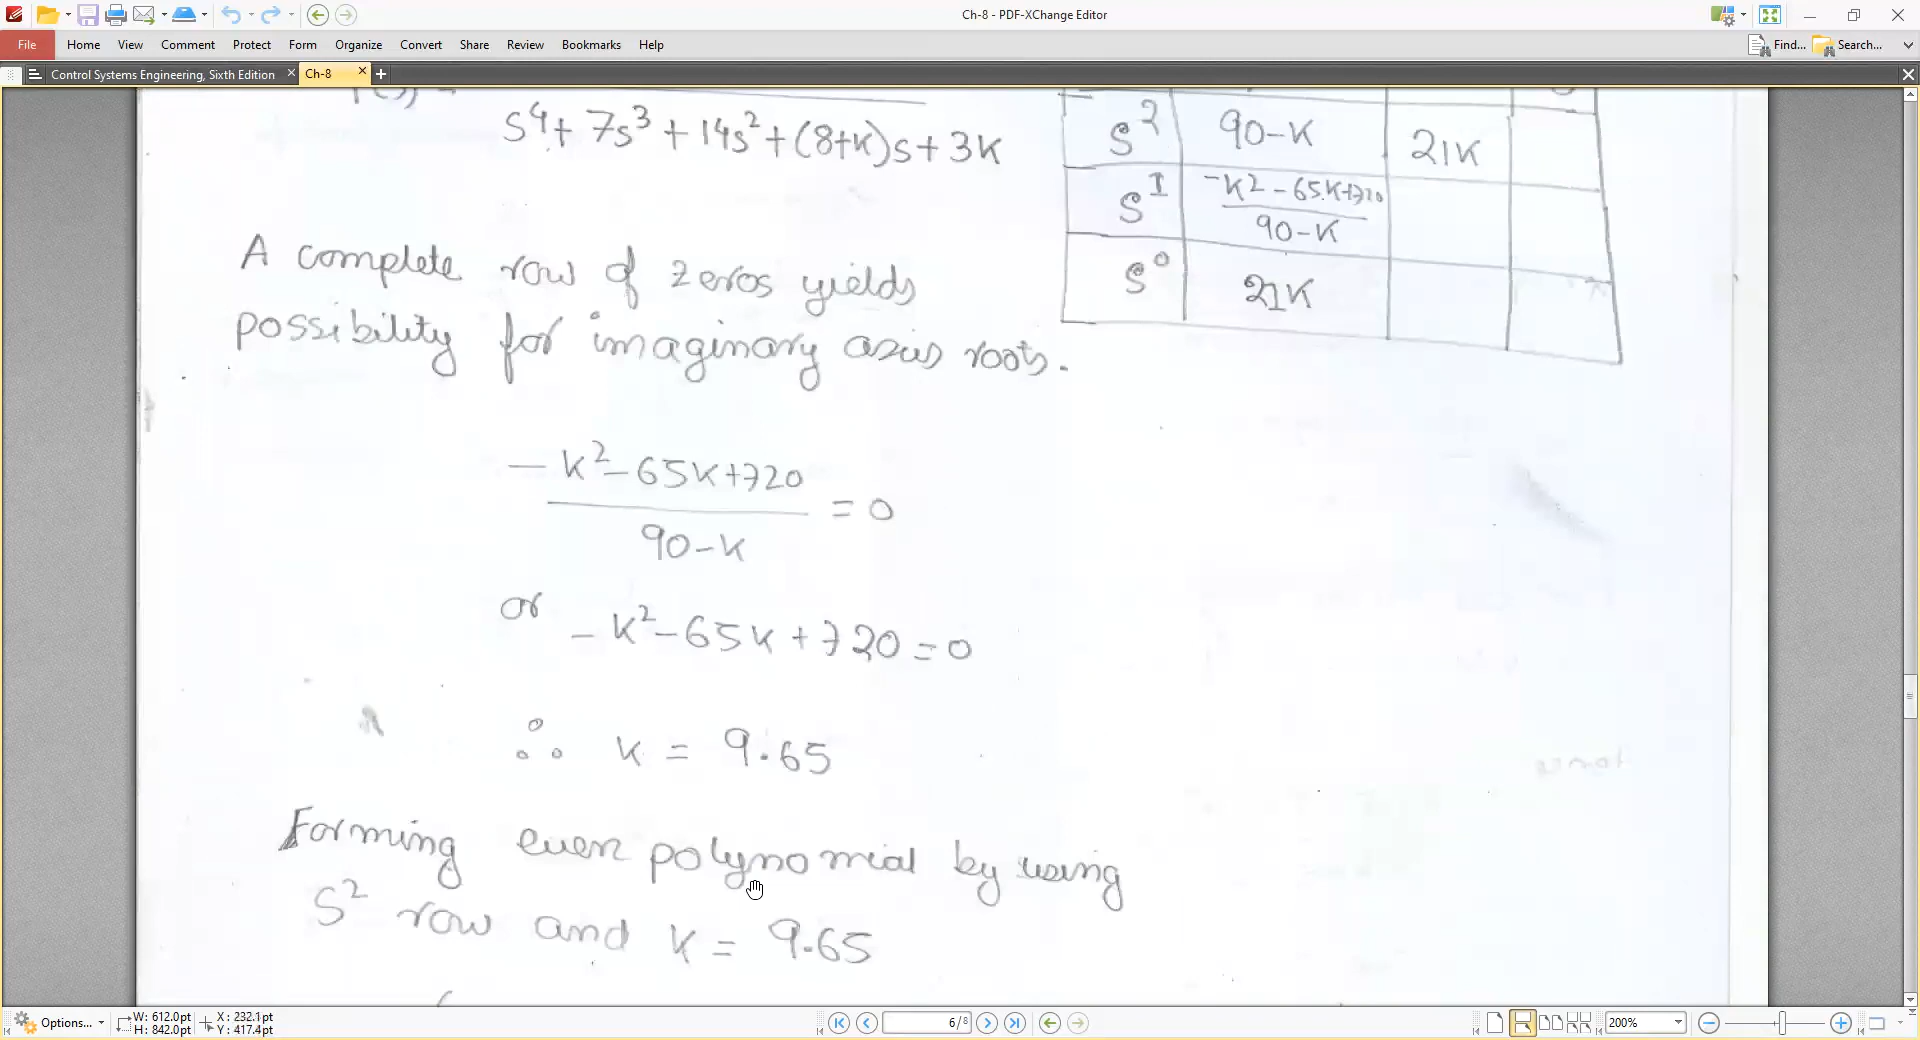 Ch-8 - PDF-XChange Editor
File Home View Comment Protect Form Organize Convert Share Review Bookmarks Help Find... Search...
Control Systems Engineering, Sixth Edition Ch-8
s⁴+7s³+14s²+(8+K)s+3K
s² 90-K 21K
s¹ -K²-65K+720
90-K
s⁰ 21K
A complete row of zeros yields
possibility for imaginary axis roots.
-K²-65K+720
= 0
90-K
or -K²-65K+720=0
∴ K = 9.65
Forming even polynomial by using
S² row and K = 9.65
Options... W: 612.0pt X: 232.1pt
H: 842.0pt Y: 417.4pt
6/8
200%